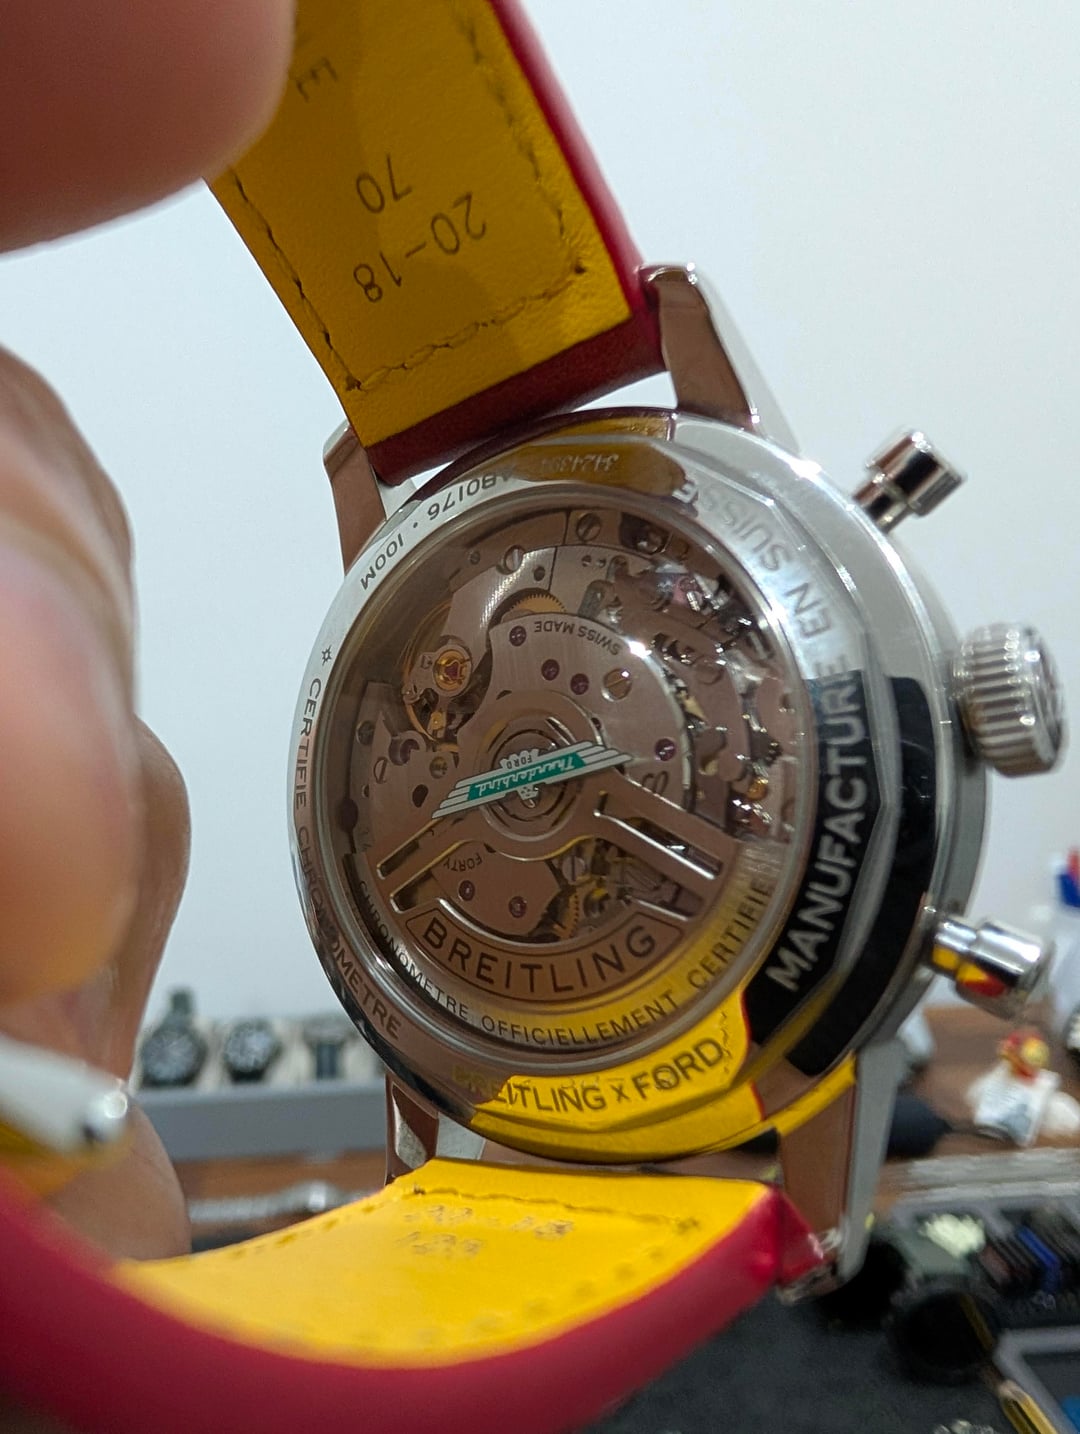 20-18
70
AB0176 · 100M
CERTIFIE CHRONOMETRE
MANUFACTURE EN SUISSE
BREITLING x FORD
SWISS MADE
FORD
Thunderbird
FORTY
BREITLING
CHRONOMETRE OFFICIELLEMENT CERTIFIE